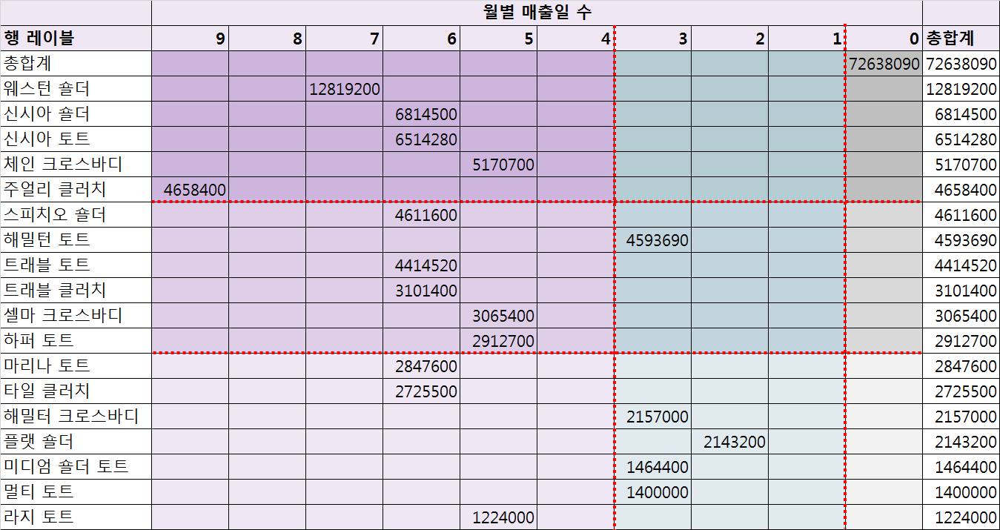 월별 매출일 수
행 레이블 9 8 7 6 5 4 3 2 1 0 총합계
총합계 72638090 72638090
웨스턴 숄더 12819200 12819200
신시아 숄더 6814500 6814500
신시아 토트 6514280 6514280
체인 크로스바디 5170700 5170700
주얼리 클러치 4658400 4658400
스피치오 숄더 4611600 4611600
해밀턴 토트 4593690 4593690
트래블 토트 4414520 4414520
트래블 클러치 3101400 3101400
셀마 크로스바디 3065400 3065400
하퍼 토트 2912700 2912700
마리나 토트 2847600 2847600
타일 클러치 2725500 2725500
해밀터 크로스바디 2157000 2157000
플랫 숄더 2143200 2143200
미디엄 숄더 토트 1464400 1464400
멀티 토트 1400000 1400000
라지 토트 1224000 1224000